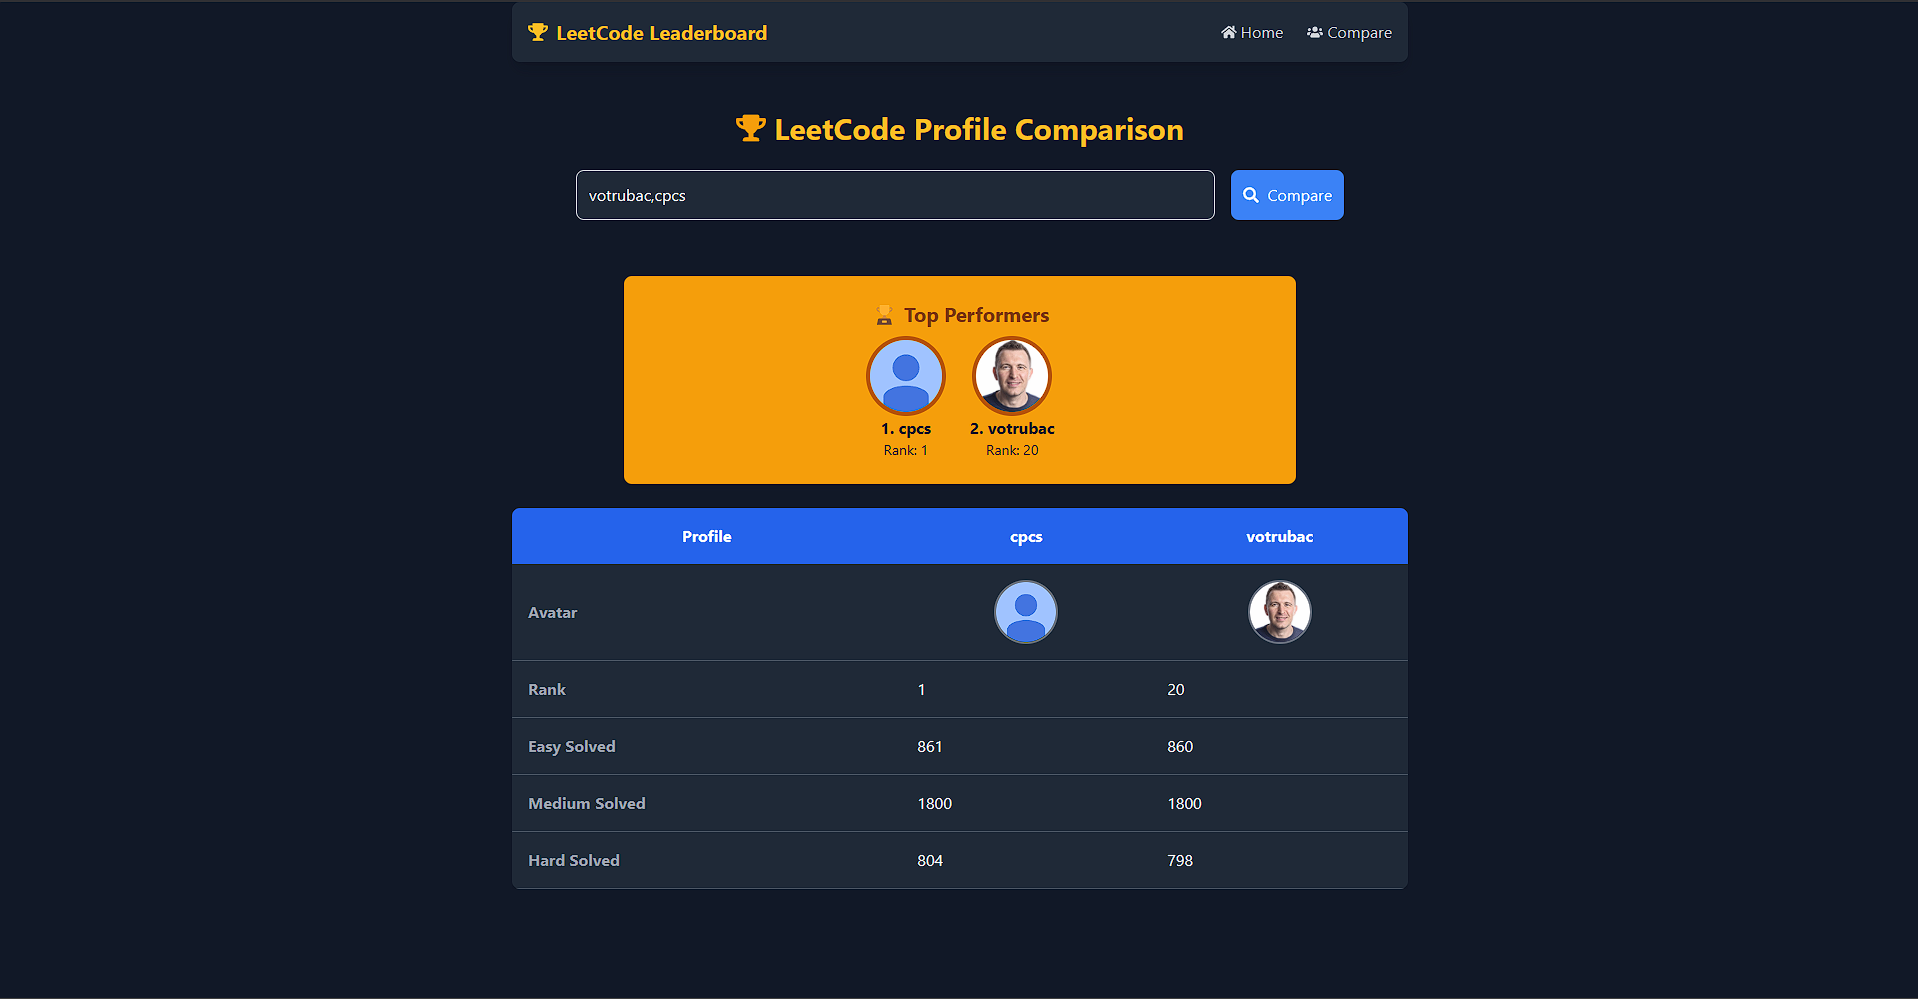 LeetCode Leaderboard Home Compare
LeetCode Profile Comparison
votrubac,cpcs Compare
Top Performers
1. cpcs 2. votrubac
Rank: 1 Rank: 20
Profile cpcs votrubac
Avatar
Rank 1 20
Easy Solved 861 860
Medium Solved 1800 1800
Hard Solved 804 798